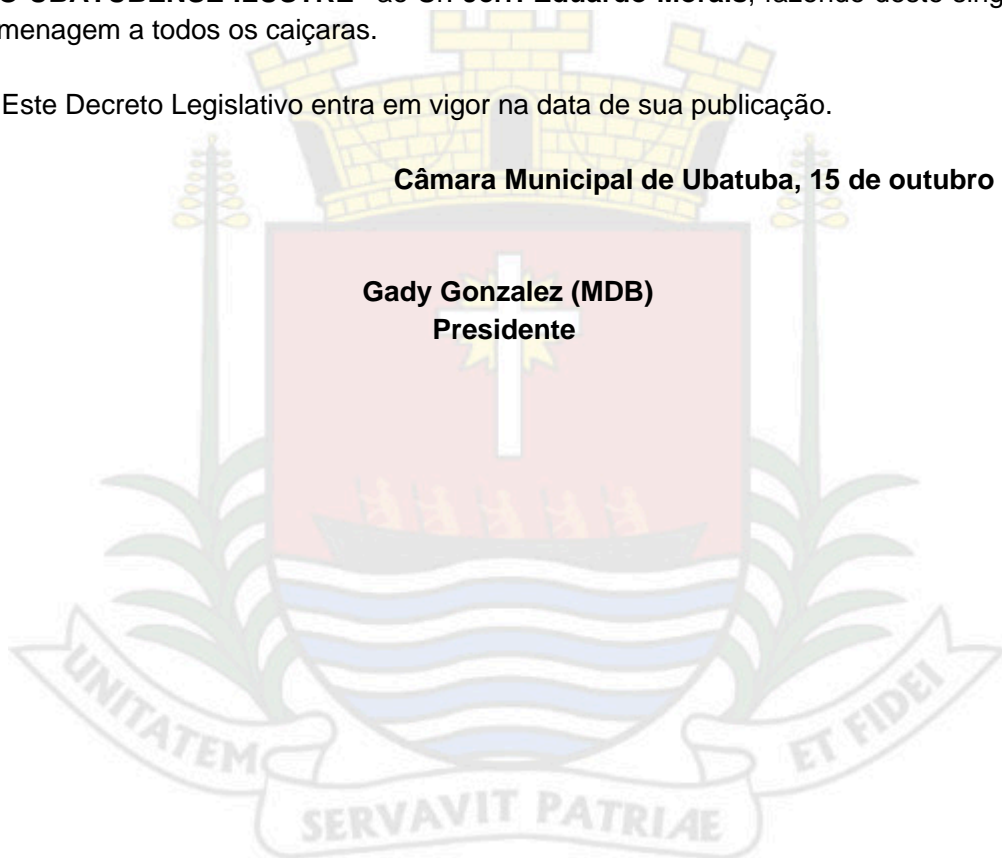 menagem a todos os caiçaras.
Este Decreto Legislativo entra em vigor na data de sua publicação.
Câmara Municipal de Ubatuba, 15 de outubro
Gady Gonzalez (MDB)
Presidente
UNITATEM
SERVAVIT PATRIAE
ET FIDEI